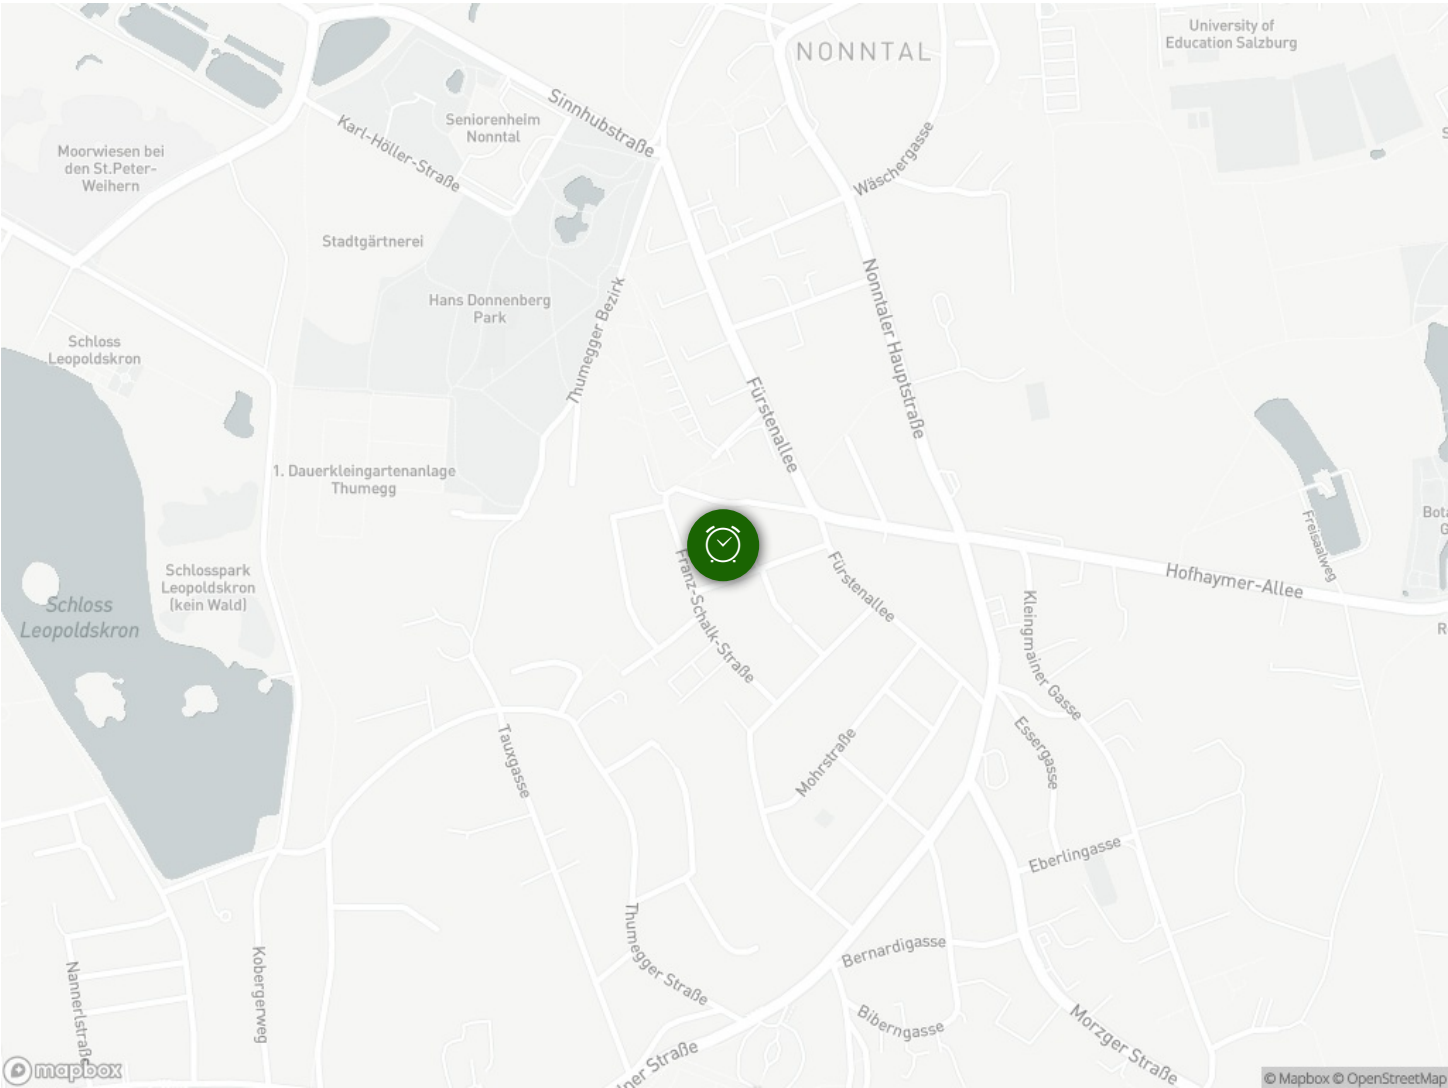 University of
Education Salzburg
NONNTAL
Sinnhubstraße
Seniorenheim
Nonntal
Karl-Höller-Straße
Moorwiesen bei
den St.Peter-
Weihern
Wäschergasse
Stadtgärtnerei
Hans Donnenberg
Park
Thumegger Bezirk
Nonntaler Hauptstraße
Schloss
Leopoldskron
Fürstenallee
1. Dauerkleingartenanlage
Thumegg
Freisaalweg
Franz-Schalk-Straße
Fürstenallee
Hofhaymer-Allee
Schlosspark
Leopoldskron
(kein Wald)
Schloss
Leopoldskron
Kleingmainer Gasse
Tauxgasse
Mohrstraße
Essergasse
Eberlingasse
Thumegger Straße
Bernardigasse
Kobergerweg
Nannerlstraße
Biberngasse
Morzger Straße
lner Straße
mapbox
© Mapbox © OpenStreetMap